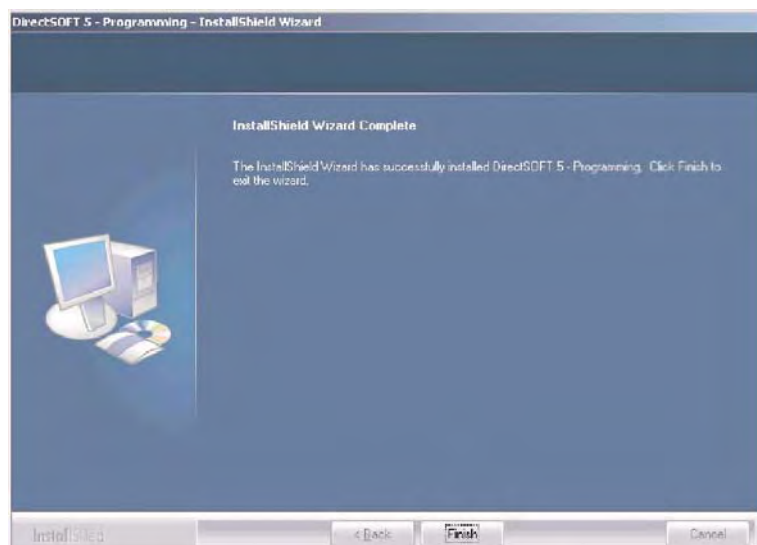 DirectSOFT 5 - Programming - InstallShield Wizard
InstallShield Wizard Complete
The InstallShield Wizard has successfully installed DirectSOFT 5 - Programming. Click Finish to
exit the wizard.
InstallShield
< Back
Finish
Cancel